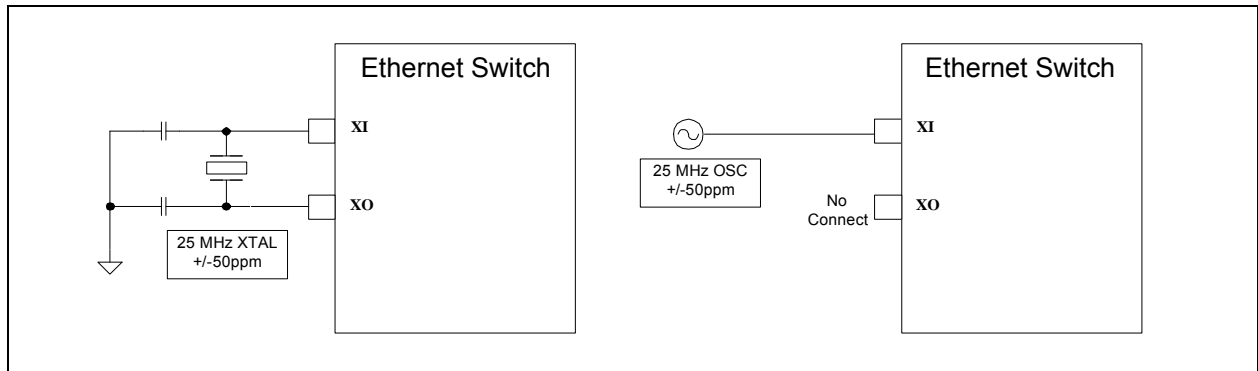 Ethernet Switch
XI
XO
25 MHz XTAL
+/-50ppm
Ethernet Switch
XI
25 MHz OSC
+/-50ppm
No
Connect
XO